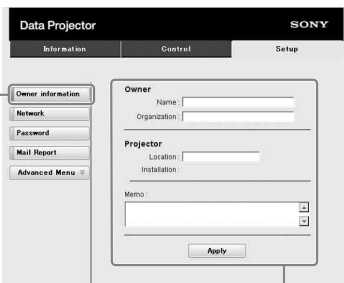 Data Projector SONY
Information Control Setup
Owner information
Network
Password
Mail Report
Advanced Menu
Owner
Name :
Organization :
Projector
Location :
Installation :
Memo :
Apply